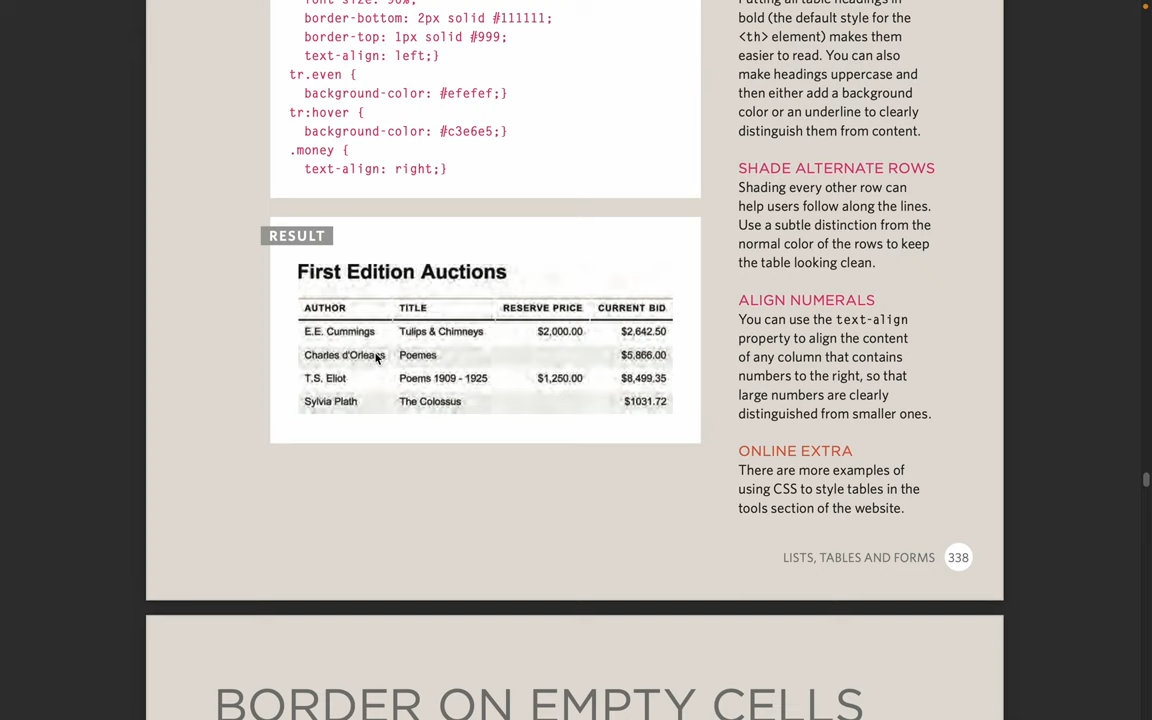 font-size: 90%;
border-bottom: 2px solid #111111;
border-top: 1px solid #999;
text-align: left;}
tr.even {
background-color: #efefef;}
tr:hover {
background-color: #c3e6e5;}
.money {
text-align: right;}
RESULT
First Edition Auctions
AUTHOR TITLE RESERVE PRICE CURRENT BID
E.E. Cummings Tulips & Chimneys $2,000.00 $2,642.50
Charles d'Orleans Poemes $5,866.00
T.S. Eliot Poems 1909 - 1925 $1,250.00 $8,499.35
Sylvia Plath The Colossus $1031.72
Putting all table headings in
bold (the default style for the
<th> element) makes them
easier to read. You can also
make headings uppercase and
then either add a background
color or an underline to clearly
distinguish them from content.
SHADE ALTERNATE ROWS
Shading every other row can
help users follow along the lines.
Use a subtle distinction from the
normal color of the rows to keep
the table looking clean.
ALIGN NUMERALS
You can use the text-align
property to align the content
of any column that contains
numbers to the right, so that
large numbers are clearly
distinguished from smaller ones.
ONLINE EXTRA
There are more examples of
using CSS to style tables in the
tools section of the website.
LISTS, TABLES AND FORMS 338
BORDER ON EMPTY CELLS